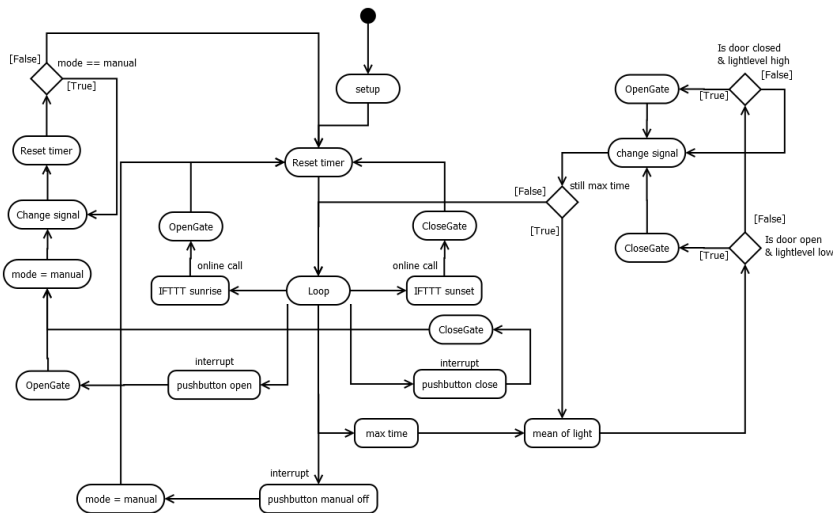 Is door closed
& lightlevel high
[False]
mode == manual
[False]
[True]
setup
OpenGate
[True]
Reset timer
Reset timer
change signal
[False]
still max time
Change signal
OpenGate
CloseGate
[False]
[True]
Is door open
& lightlevel low
CloseGate
[True]
online call
online call
mode = manual
IFTTT sunrise
Loop
IFTTT sunset
CloseGate
interrupt
interrupt
OpenGate
pushbutton open
pushbutton close
max time
mean of light
interrupt
mode = manual
pushbutton manual off